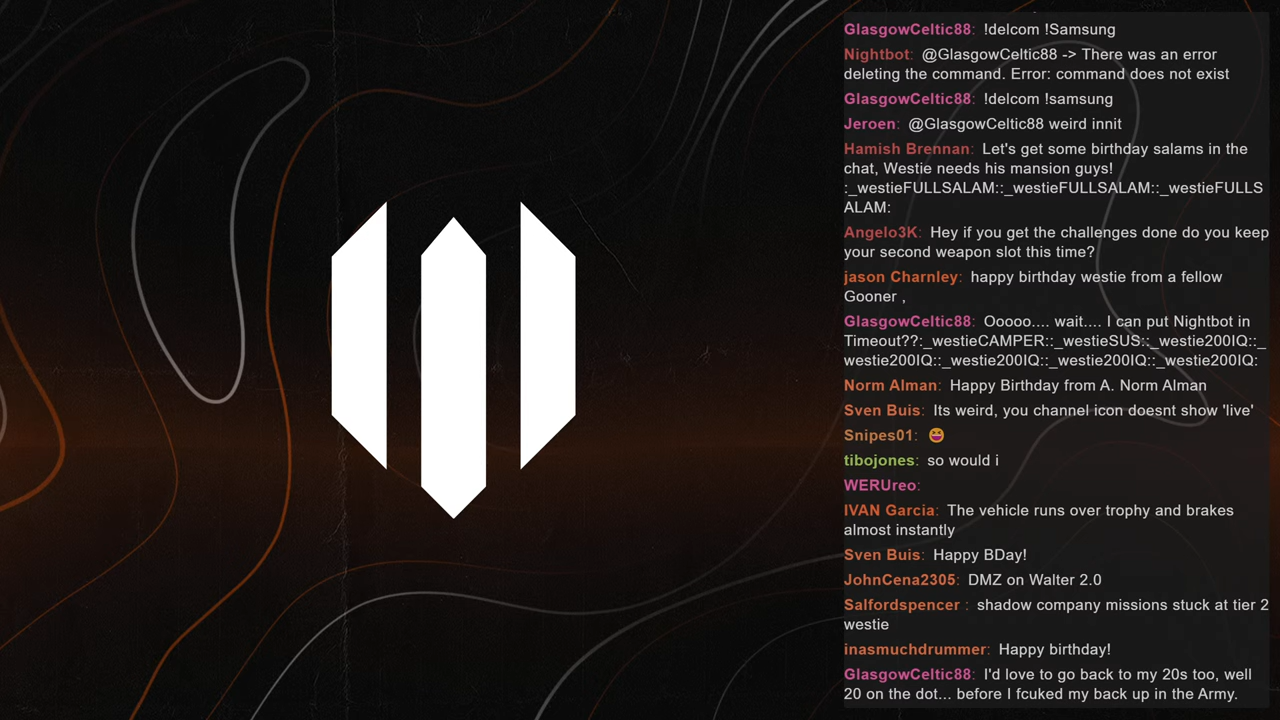 GlasgowCeltic88: !delcom !Samsung
Nightbot: @GlasgowCeltic88 -> There was an error
deleting the command. Error: command does not exist
GlasgowCeltic88: !delcom !samsung
Jeroen: @GlasgowCeltic88 weird innit
Hamish Brennan: Let's get some birthday salams in the
chat, Westie needs his mansion guys!
:_westieFULLSALAM::_westieFULLSALAM::_westieFULLS
ALAM:
Angelo3K: Hey if you get the challenges done do you keep
your second weapon slot this time?
jason Charnley: happy birthday westie from a fellow
Gooner ,
GlasgowCeltic88: Ooooo.... wait.... I can put Nightbot in
Timeout??:_westieCAMPER::_westieSUS::_westie200IQ::_
westie200IQ::_westie200IQ::_westie200IQ::_westie200IQ:
Norm Alman: Happy Birthday from A. Norm Alman
Sven Buis: Its weird, you channel icon doesnt show 'live'
Snipes01: 😆
tibojones: so would i
WERUreo:
IVAN Garcia: The vehicle runs over trophy and brakes
almost instantly
Sven Buis: Happy BDay!
JohnCena2305: DMZ on Walter 2.0
Salfordspencer : shadow company missions stuck at tier 2
westie
inasmuchdrummer: Happy birthday!
GlasgowCeltic88: I'd love to go back to my 20s too, well
20 on the dot... before I fcuked my back up in the Army.